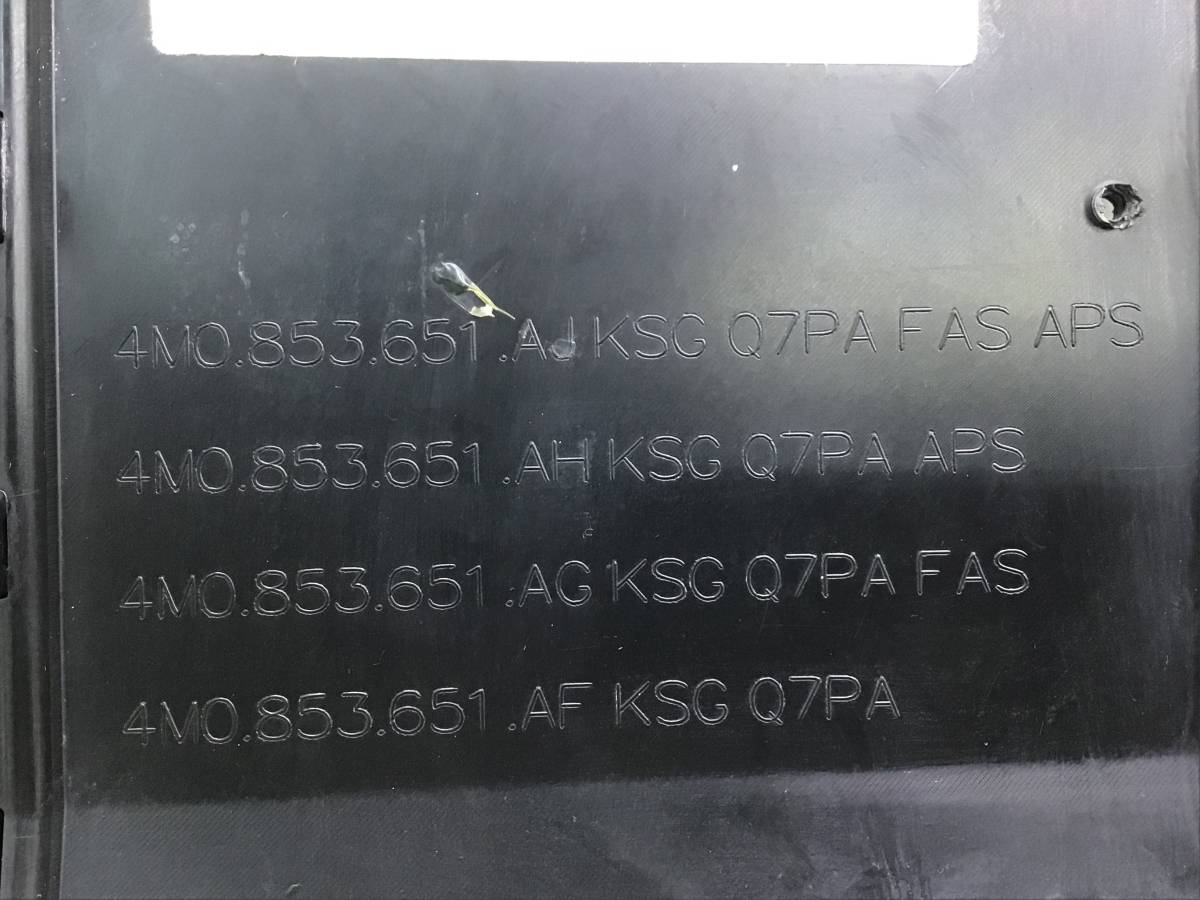 4M0.853.651.AJ KSG Q7PA FAS APS
4M0.853.651.AH KSG Q7PA APS
4M0.853.651.AG KSG Q7PA FAS
4M0.853.651.AF KSG Q7PA